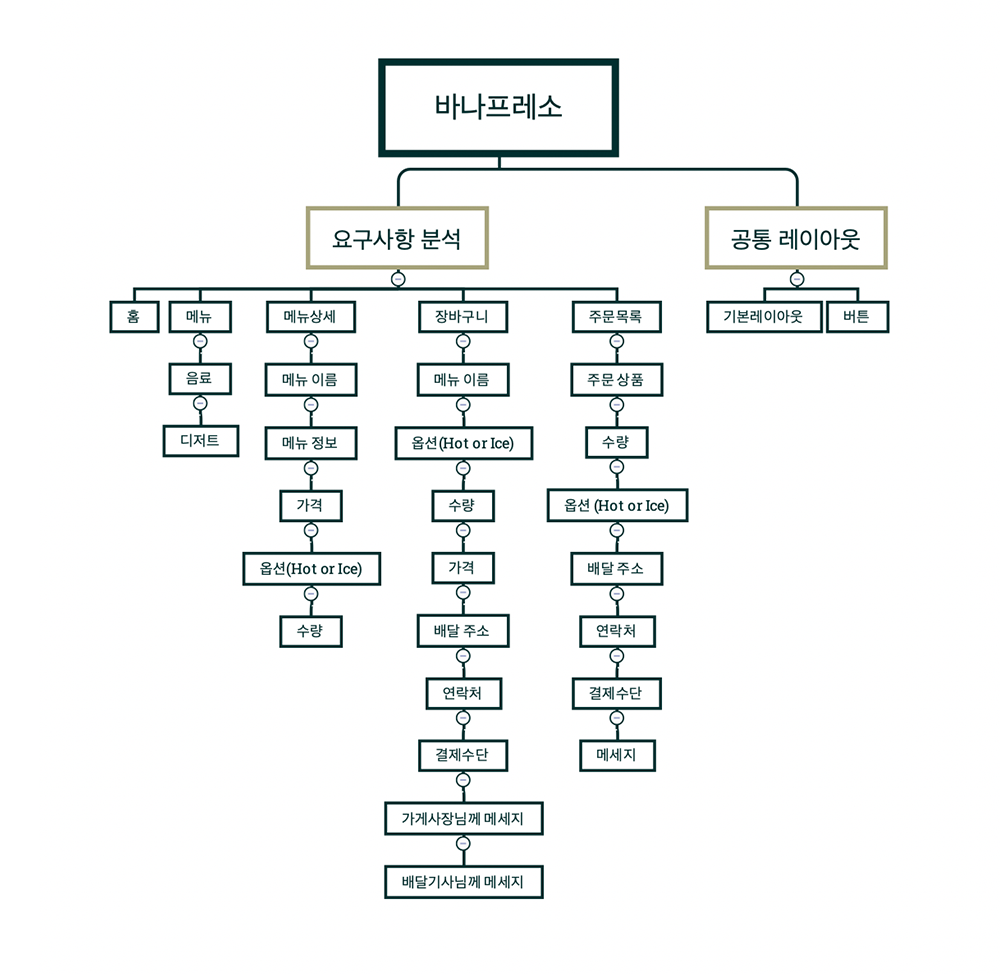 바나프레소
요구사항 분석
공통 레이아웃
홈
메뉴
메뉴상세
장바구니
주문목록
기본레이아웃
버튼
음료
메뉴 이름
메뉴 이름
주문 상품
디저트
메뉴 정보
옵션(Hot or Ice)
수량
가격
수량
옵션 (Hot or Ice)
옵션(Hot or Ice)
가격
배달 주소
수량
배달 주소
연락처
연락처
결제수단
결제수단
메세지
가게사장님께 메세지
배달기사님께 메세지